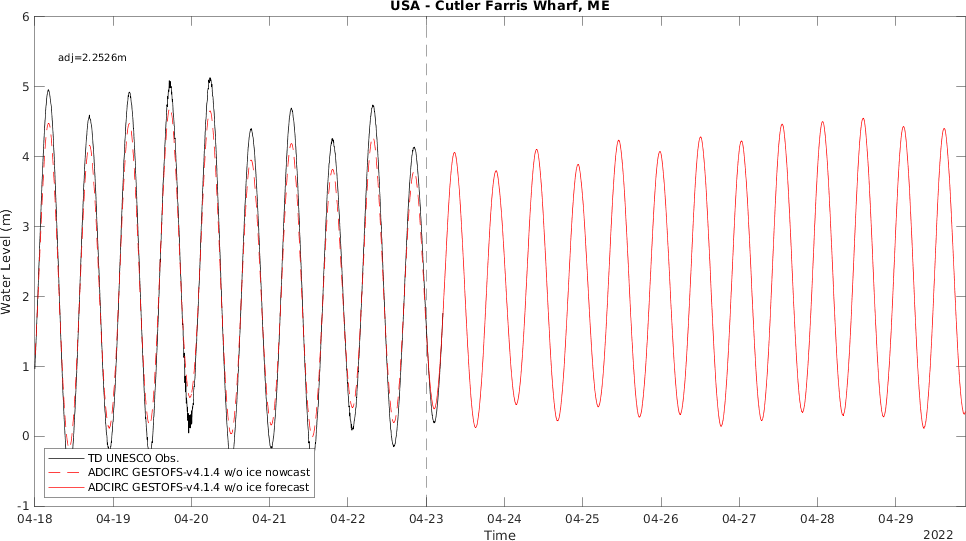 USA - Cutler Farris Wharf, ME
6
adj=2.2526m
5
4
3
2
1
0
-1
Water Level (m)
TD UNESCO Obs.
ADCIRC GESTOFS-v4.1.4 w/o ice nowcast
ADCIRC GESTOFS-v4.1.4 w/o ice forecast
04-18 04-19 04-20 04-21 04-22 04-23 04-24 04-25 04-26 04-27 04-28 04-29
Time
2022